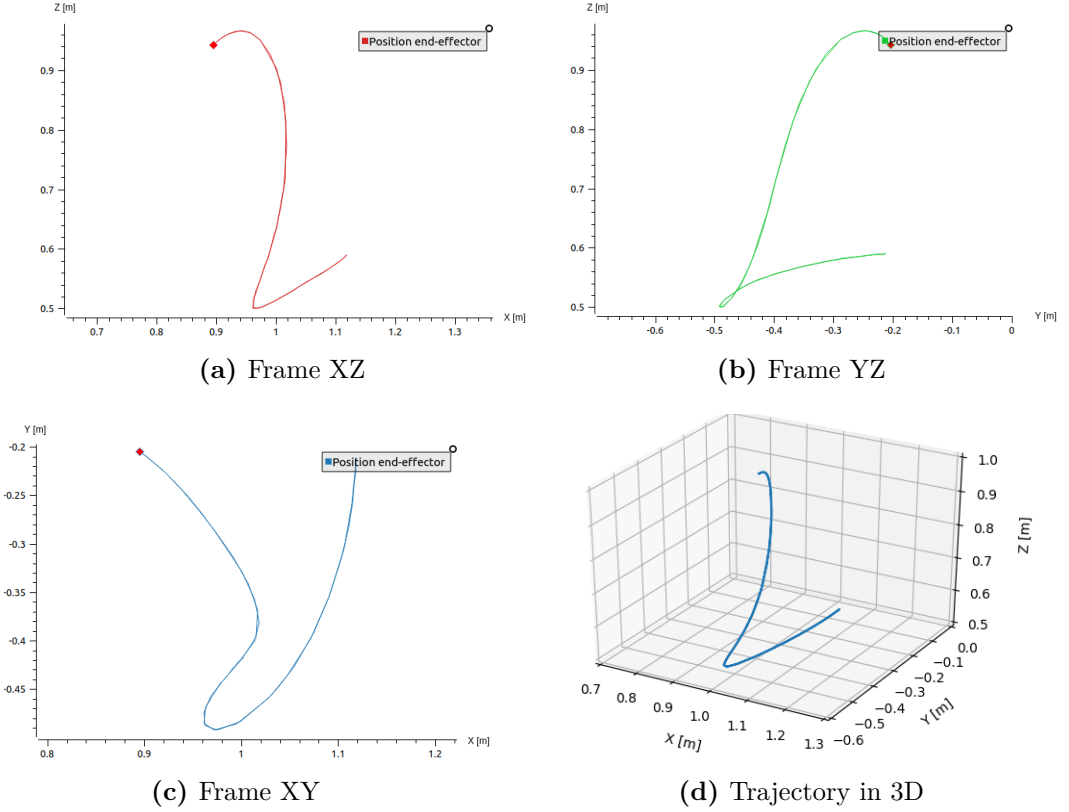 Z [m]
Position end-effector
0.9
0.8
0.7
0.6
0.5
0.7 0.8 0.9 1 1.1 1.2 1.3
X [m]
(a) Frame XZ
Z [m]
Position end-effector
0.9
0.8
0.7
0.6
0.5
-0.6 -0.5 -0.4 -0.3 -0.2 -0.1 0
Y [m]
(b) Frame YZ
Y [m]
Position end-effector
-0.2
-0.25
-0.3
-0.35
-0.4
-0.45
0.8 0.9 1 1.1 1.2
X [m]
(c) Frame XY
1.0
0.9
0.8
0.7
0.6
0.5
Z [m]
0.0
−0.1
−0.2
−0.3
−0.4
−0.5
−0.6
Y [m]
0.7 0.8 0.9 1.0 1.1 1.2 1.3
X [m]
(d) Trajectory in 3D